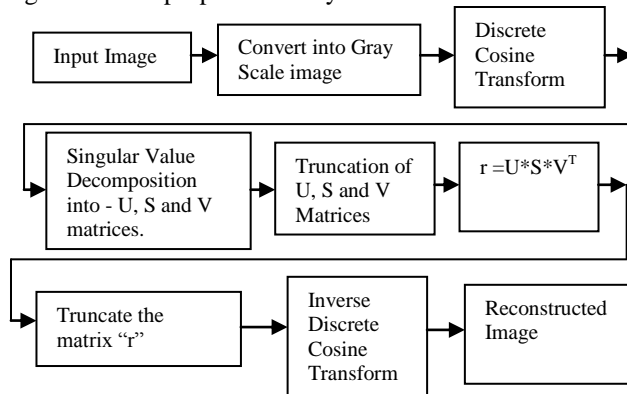 Input Image
Convert into Gray
Scale image
Discrete
Cosine
Transform
Singular Value
Decomposition
into - U, S and V
matrices.
Truncation of
U, S and V
Matrices
r =U*S*Vᵀ
Truncate the
matrix “r”
Inverse
Discrete
Cosine
Transform
Reconstructed
Image